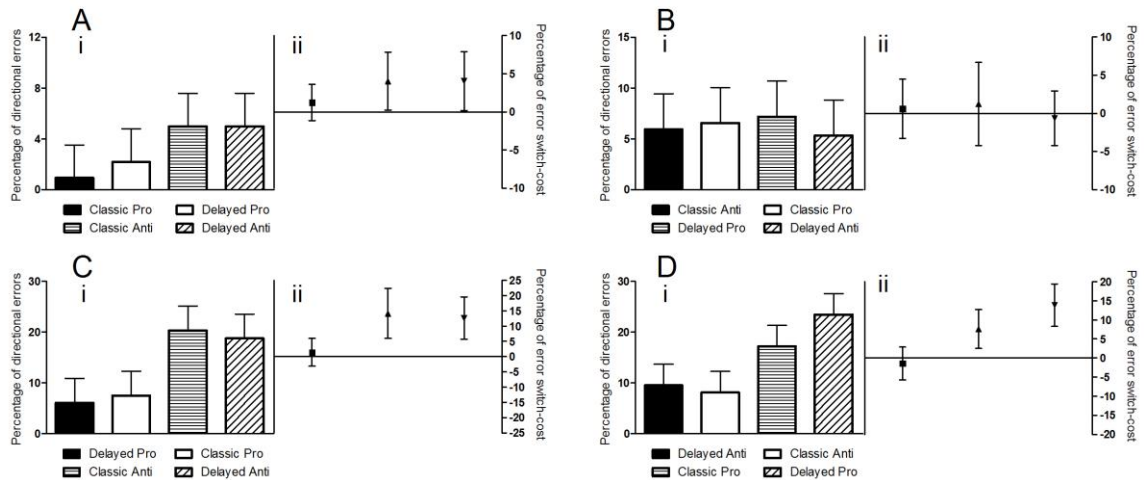 A
i
ii
Percentage of directional errors
12
8
4
0
10
5
0
-5
-10
Percentage of error switch-cost
Classic Pro Delayed Pro
Classic Anti Delayed Anti
B
i
ii
Percentage of directional errors
15
10
5
0
10
5
0
-5
-10
Percentage of error switch-cost
Classic Anti Classic Pro
Delayed Pro Delayed Anti
C
i
ii
Percentage of directional errors
30
20
10
0
25
20
15
10
5
0
-5
-10
-15
-20
-25
Percentage of error switch-cost
Delayed Pro Classic Pro
Classic Anti Delayed Anti
D
i
ii
Percentage of directional errors
30
20
10
0
20
15
10
5
0
-5
-10
-15
-20
Percentage of error switch-cost
Delayed Anti Classic Anti
Classic Pro Delayed Pro